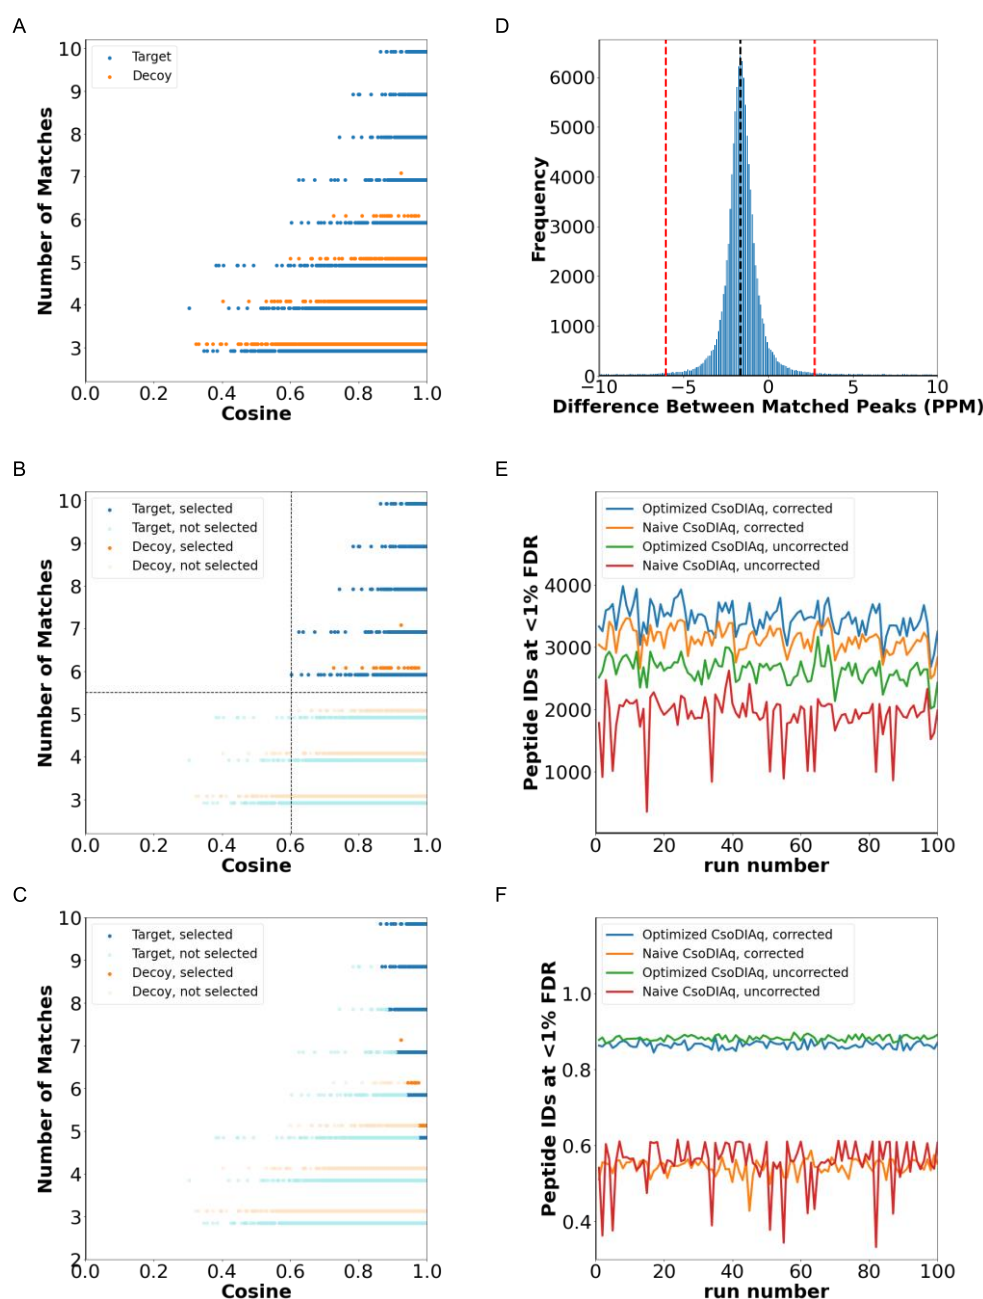 A
10
9
8
7
6
5
4
3
0.0 0.2 0.4 0.6 0.8 1.0
Number of Matches
Cosine
Target
Decoy
D
6000
5000
4000
3000
2000
1000
0
−10 −5 0 5 10
Frequency
Difference Between Matched Peaks (PPM)
B
10
9
8
7
6
5
4
3
0.0 0.2 0.4 0.6 0.8 1.0
Number of Matches
Cosine
Target, selected
Target, not selected
Decoy, selected
Decoy, not selected
E
Optimized CsoDIAq, corrected
Naive CsoDIAq, corrected
Optimized CsoDIAq, uncorrected
Naive CsoDIAq, uncorrected
4000
3000
2000
1000
0 20 40 60 80 100
Peptide IDs at <1% FDR
run number
C
10
9
8
7
6
5
4
3
2
0.0 0.2 0.4 0.6 0.8 1.0
Number of Matches
Cosine
Target, selected
Target, not selected
Decoy, selected
Decoy, not selected
F
Optimized CsoDIAq, corrected
Naive CsoDIAq, corrected
Optimized CsoDIAq, uncorrected
Naive CsoDIAq, uncorrected
1.0
0.8
0.6
0.4
0 20 40 60 80 100
Peptide IDs at <1% FDR
run number